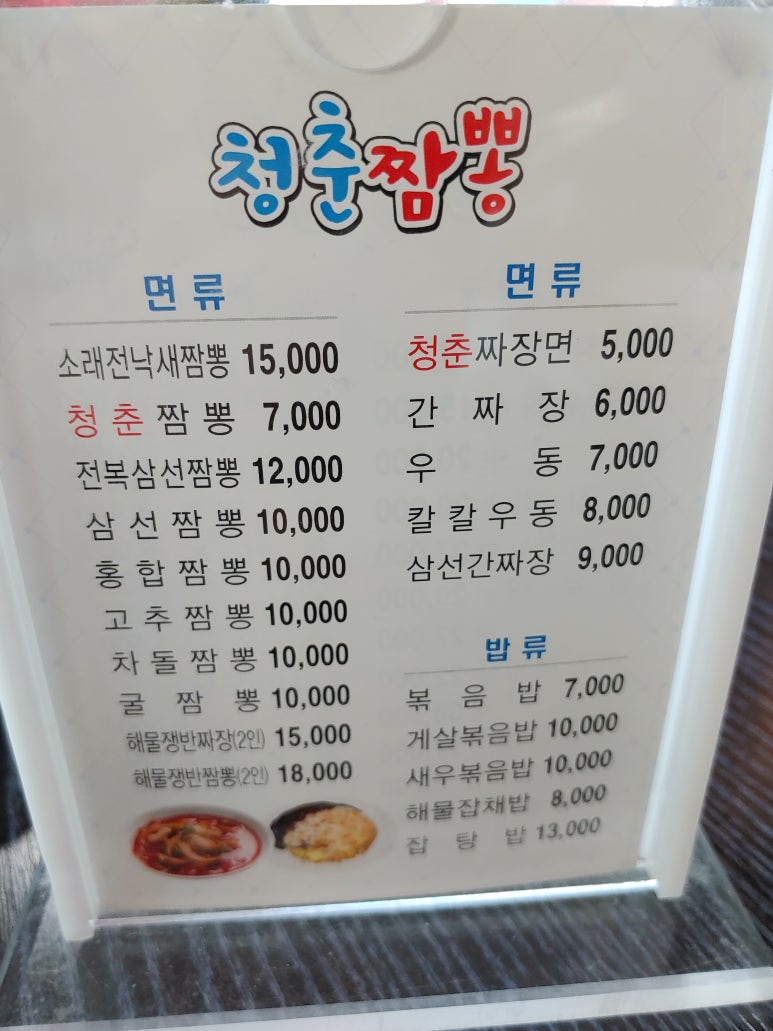 청춘짬뽕
면류
소래전낙새짬뽕 15,000
청춘짬뽕 7,000
전복삼선짬뽕 12,000
삼선짬뽕 10,000
홍합짬뽕 10,000
고추짬뽕 10,000
차돌짬뽕 10,000
굴짬뽕 10,000
해물쟁반짜장(2인) 15,000
해물쟁반짬뽕(2인) 18,000
면류
청춘짜장면 5,000
간짜장 6,000
우동 7,000
칼칼우동 8,000
삼선간짜장 9,000
밥류
볶음밥 7,000
게살볶음밥 10,000
새우볶음밥 10,000
해물잡채밥 8,000
잡탕밥 13,000